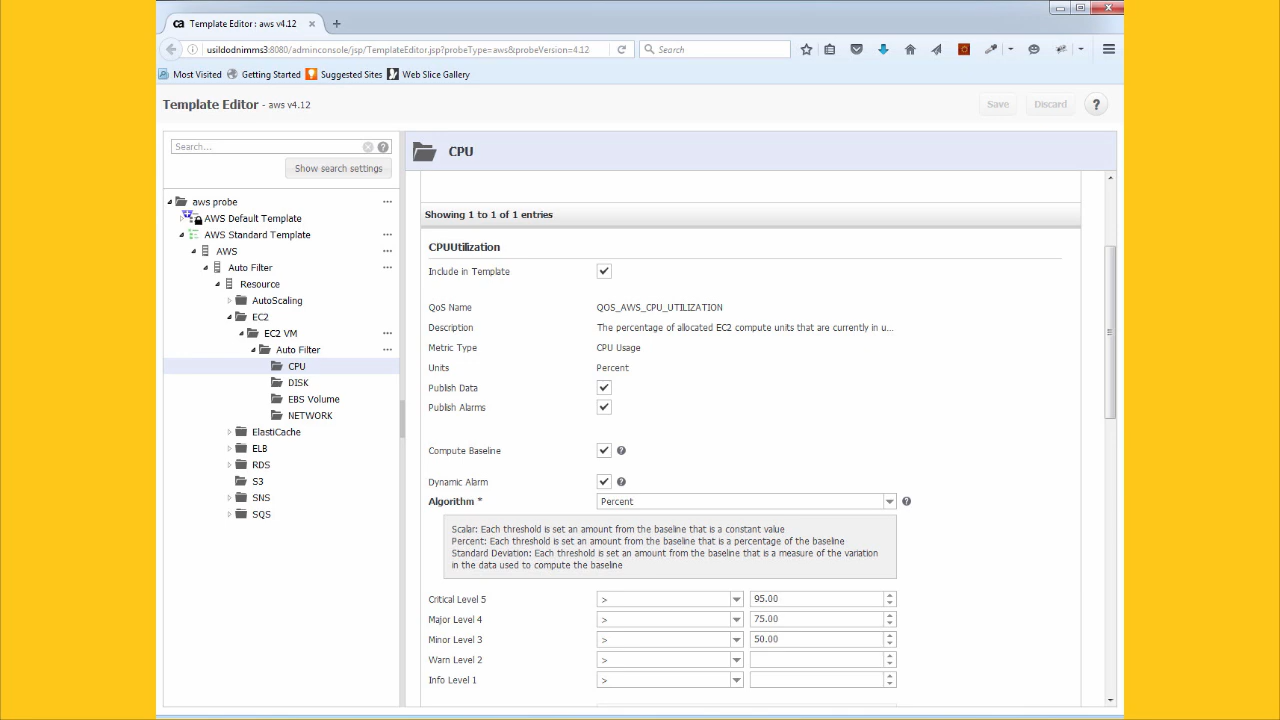 ca Template Editor : aws v4.12
usildodnimms3:8080/adminconsole/jsp/TemplateEditor.jsp?probeType=aws&probeVersion=4.12
Search
Most Visited Getting Started Suggested Sites Web Slice Gallery
Template Editor - aws v4.12
Save Discard ?
Search... ?
Show search settings
aws probe
AWS Default Template
AWS Standard Template
AWS
Auto Filter
Resource
AutoScaling
EC2
EC2 VM
Auto Filter
CPU
DISK
EBS Volume
NETWORK
ElastiCache
ELB
RDS
S3
SNS
SQS
CPU
Showing 1 to 1 of 1 entries
CPUUtilization
Include in Template
QoS Name QOS_AWS_CPU_UTILIZATION
Description The percentage of allocated EC2 compute units that are currently in u...
Metric Type CPU Usage
Units Percent
Publish Data
Publish Alarms
Compute Baseline ?
Dynamic Alarm ?
Algorithm * Percent ?
Scalar: Each threshold is set an amount from the baseline that is a constant value
Percent: Each threshold is set an amount from the baseline that is a percentage of the baseline
Standard Deviation: Each threshold is set an amount from the baseline that is a measure of the variation
in the data used to compute the baseline
Critical Level 5 > 95.00
Major Level 4 > 75.00
Minor Level 3 > 50.00
Warn Level 2 >
Info Level 1 >